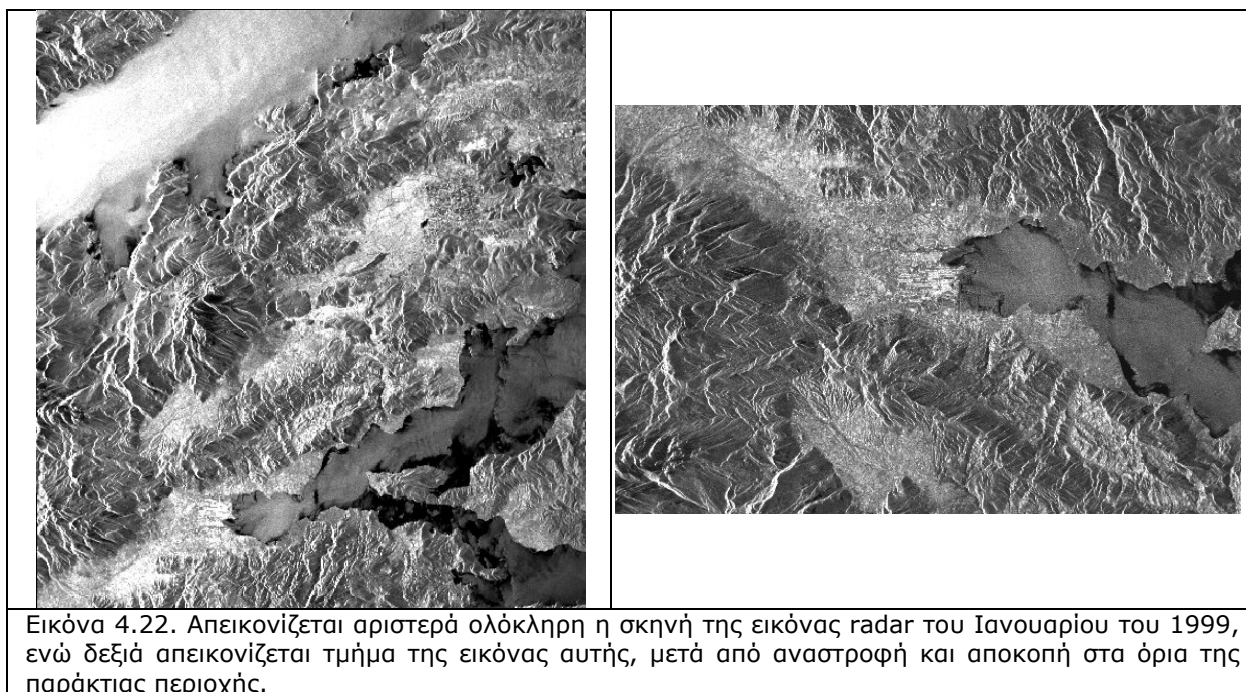 Εικόνα 4.22. Απεικονίζεται αριστερά ολόκληρη η σκηνή της εικόνας radar του Ιανουαρίου του 1999,
ενώ δεξιά απεικονίζεται τμήμα της εικόνας αυτής, μετά από αναστροφή και αποκοπή στα όρια της
παράκτιας περιοχής.